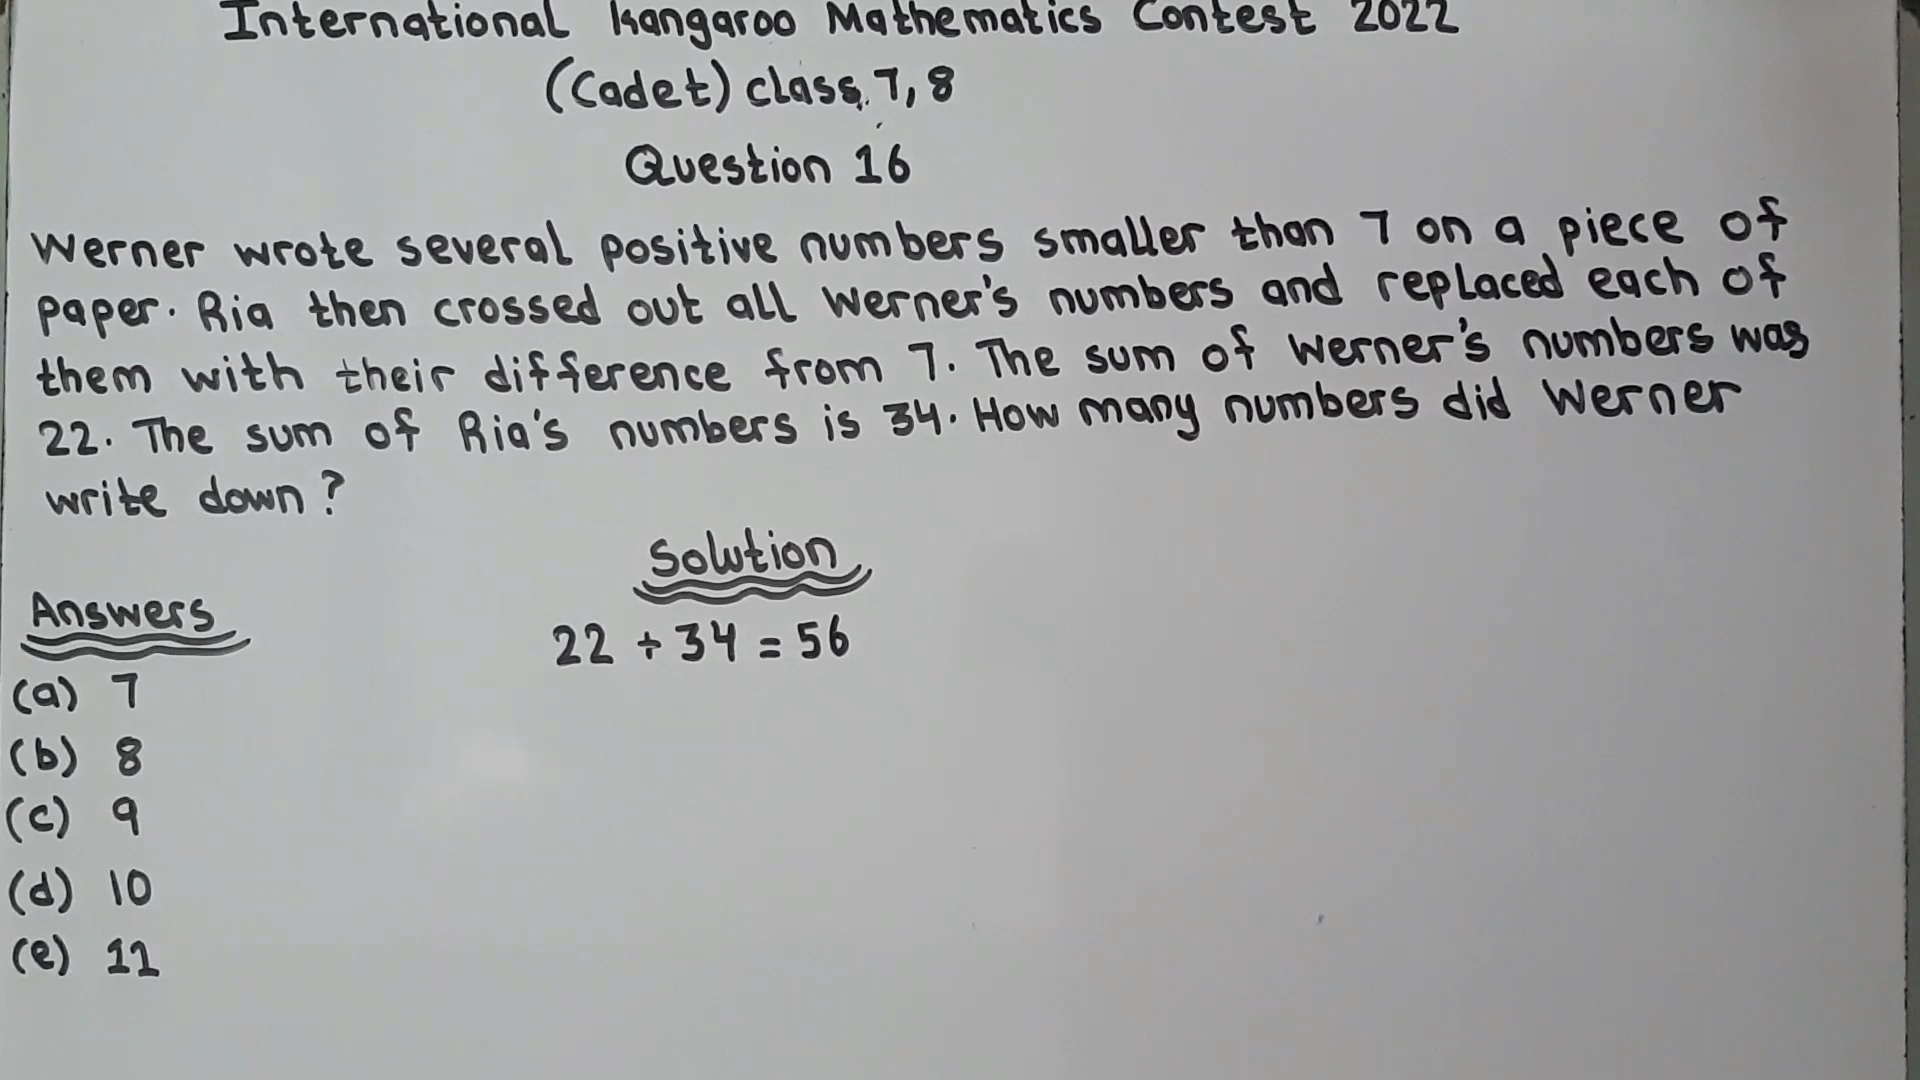 International Kangaroo Mathematics Contest 2022
(Cadet) class 7, 8
Question 16
Werner wrote several positive numbers smaller than 7 on a piece of
paper. Ria then crossed out all Werner's numbers and replaced each of
them with their difference from 7. The sum of Werner's numbers was
22. The sum of Ria's numbers is 34. How many numbers did Werner
write down?
Solution
Answers
22 + 34 = 56
(a) 7
(b) 8
(c) 9
(d) 10
(e) 11